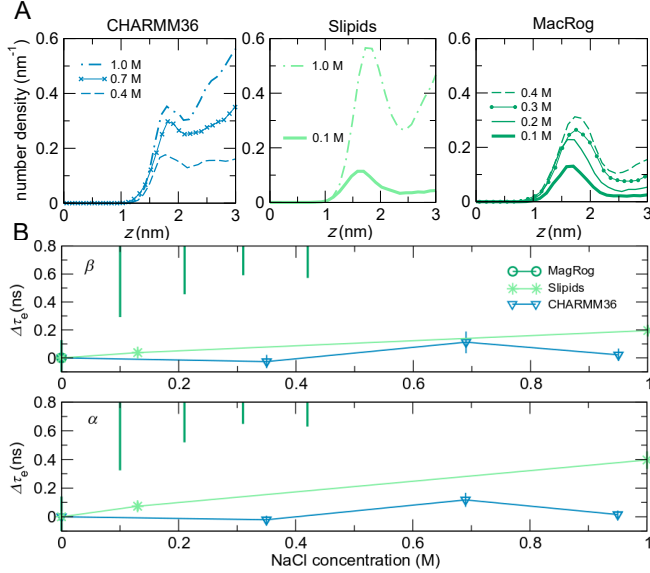 A
CHARMM36
Slipids
MacRog
number density (nm⁻¹)
0.6
0.4
0.2
0
1.0 M
0.7 M
0.4 M
0 1 2 3
z (nm)
0.6
0.4
0.2
0
1.0 M
0.1 M
0 1 2 3
z (nm)
0.6
0.4
0.2
0
0.4 M
0.3 M
0.2 M
0.1 M
0 1 2 3
z (nm)
B
β
Δτe(ns)
0.8
0.6
0.4
0.2
0
MagRog
Slipids
CHARMM36
0 0.2 0.4 0.6 0.8 1
α
Δτe(ns)
0.8
0.6
0.4
0.2
0
0 0.2 0.4 0.6 0.8 1
NaCl concentration (M)